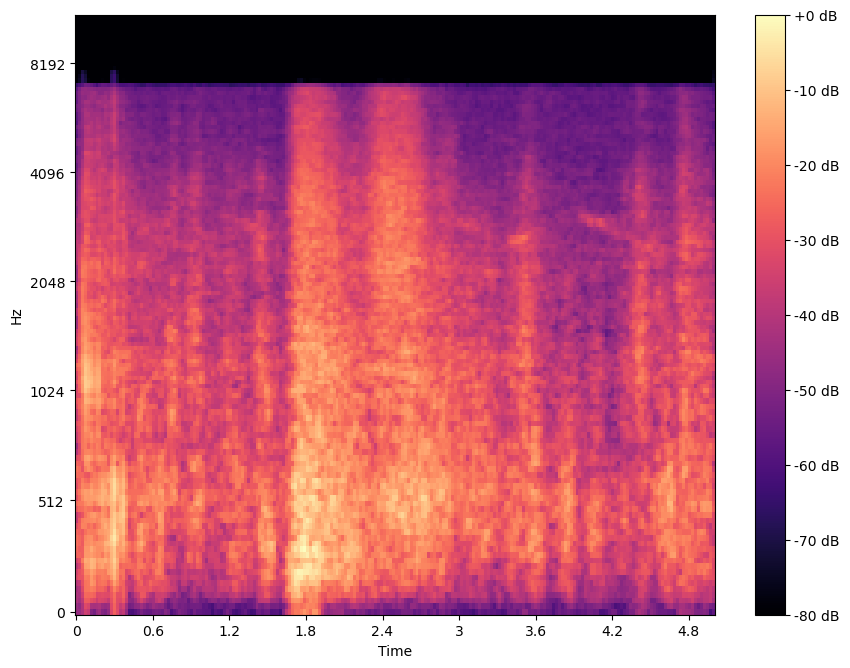 +0 dB
8192
-10 dB
4096
-20 dB
-30 dB
2048
-40 dB
Hz
1024
-50 dB
-60 dB
512
-70 dB
0
-80 dB
0 0.6 1.2 1.8 2.4 3 3.6 4.2 4.8
Time